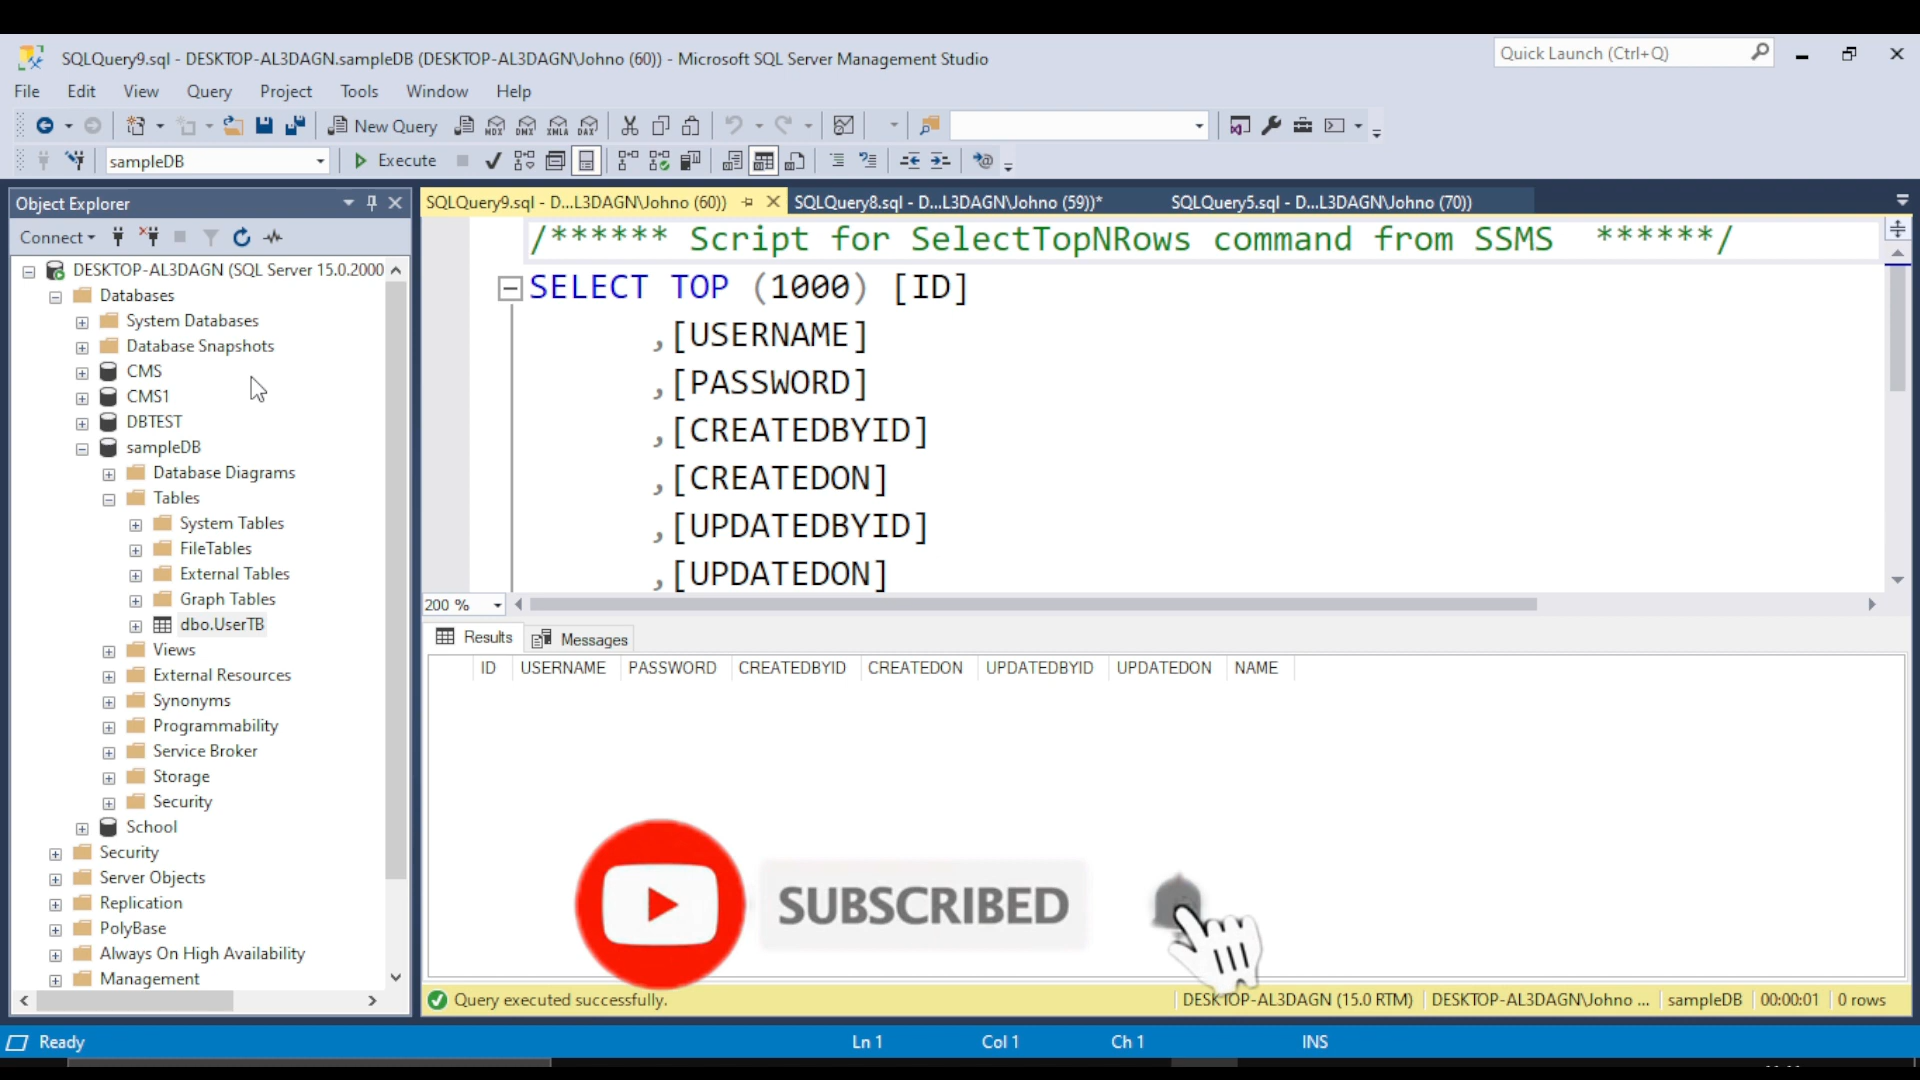 SQLQuery9.sql - DESKTOP-AL3DAGN.sampleDB (DESKTOP-AL3DAGN\Johno (60)) - Microsoft SQL Server Management Studio
Quick Launch (Ctrl+Q)
File Edit View Query Project Tools Window Help
New Query MDX DMX XMLA DAX
sampleDB Execute
Object Explorer
Connect
DESKTOP-AL3DAGN (SQL Server 15.0.2000
Databases
System Databases
Database Snapshots
CMS
CMS1
DBTEST
sampleDB
Database Diagrams
Tables
System Tables
FileTables
External Tables
Graph Tables
dbo.UserTB
Views
External Resources
Synonyms
Programmability
Service Broker
Storage
Security
School
Security
Server Objects
Replication
PolyBase
Always On High Availability
Management
SQLQuery9.sql - D...L3DAGN\Johno (60)) SQLQuery8.sql - D...L3DAGN\Johno (59))* SQLQuery5.sql - D...L3DAGN\Johno (70))
/****** Script for SelectTopNRows command from SSMS ******/
SELECT TOP (1000) [ID]
,[USERNAME]
,[PASSWORD]
,[CREATEDBYID]
,[CREATEDON]
,[UPDATEDBYID]
,[UPDATEDON]
200 %
Results Messages
ID USERNAME PASSWORD CREATEDBYID CREATEDON UPDATEDBYID UPDATEDON NAME
SUBSCRIBED
Query executed successfully. DESKTOP-AL3DAGN (15.0 RTM) DESKTOP-AL3DAGN\Johno ... sampleDB 00:00:01 0 rows
Ready Ln 1 Col 1 Ch 1 INS